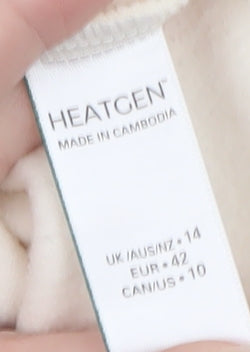 HEATGEN™
MADE IN CAMBODIA
UK/AUS/NZ • 14
EUR • 42
CAN/US • 10